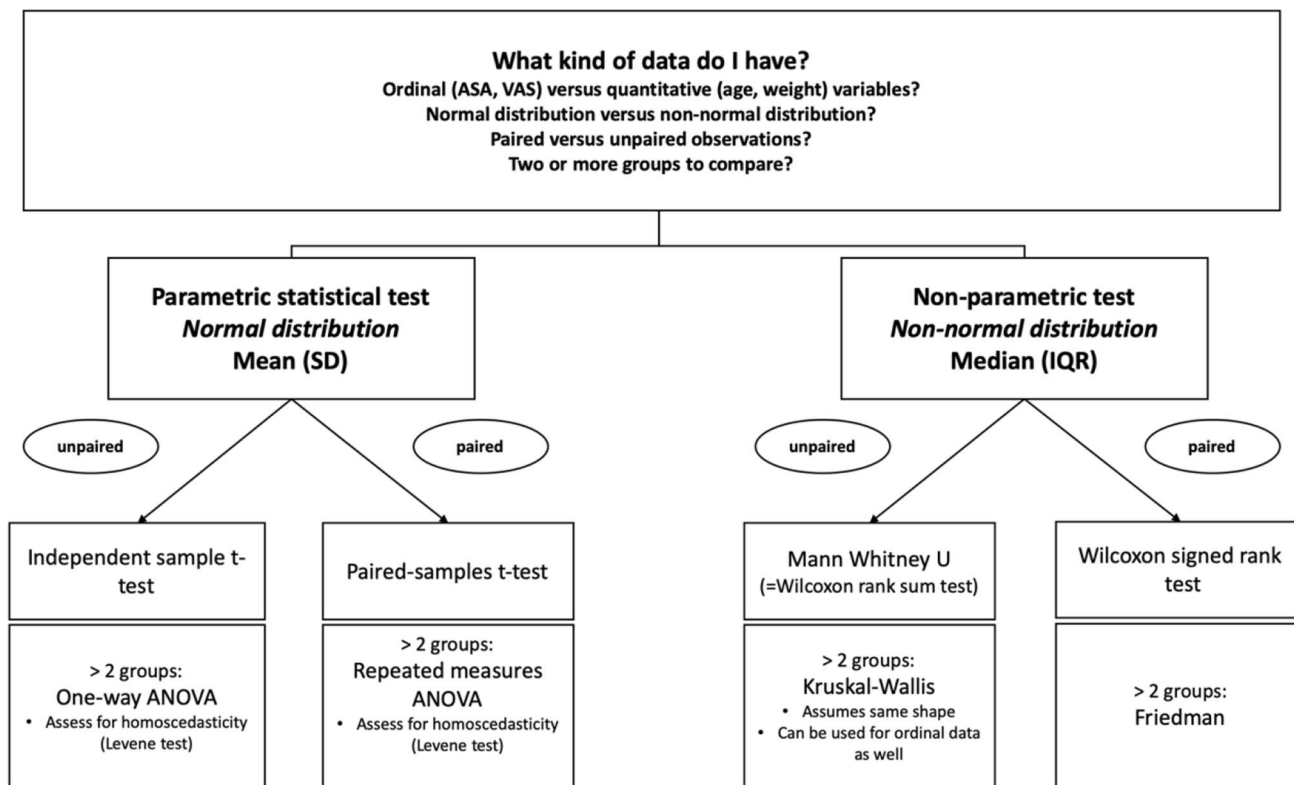 What kind of data do I have?
Ordinal (ASA, VAS) versus quantitative (age, weight) variables?
Normal distribution versus non-normal distribution?
Paired versus unpaired observations?
Two or more groups to compare?
Parametric statistical test
Normal distribution
Mean (SD)
Non-parametric test
Non-normal distribution
Median (IQR)
unpaired
paired
unpaired
paired
Independent sample t-
test
Paired-samples t-test
Mann Whitney U
(=Wilcoxon rank sum test)
Wilcoxon signed rank
test
> 2 groups:
One-way ANOVA
• Assess for homoscedasticity
(Levene test)
> 2 groups:
Repeated measures
ANOVA
• Assess for homoscedasticity
(Levene test)
> 2 groups:
Kruskal-Wallis
• Assumes same shape
• Can be used for ordinal data
as well
> 2 groups:
Friedman